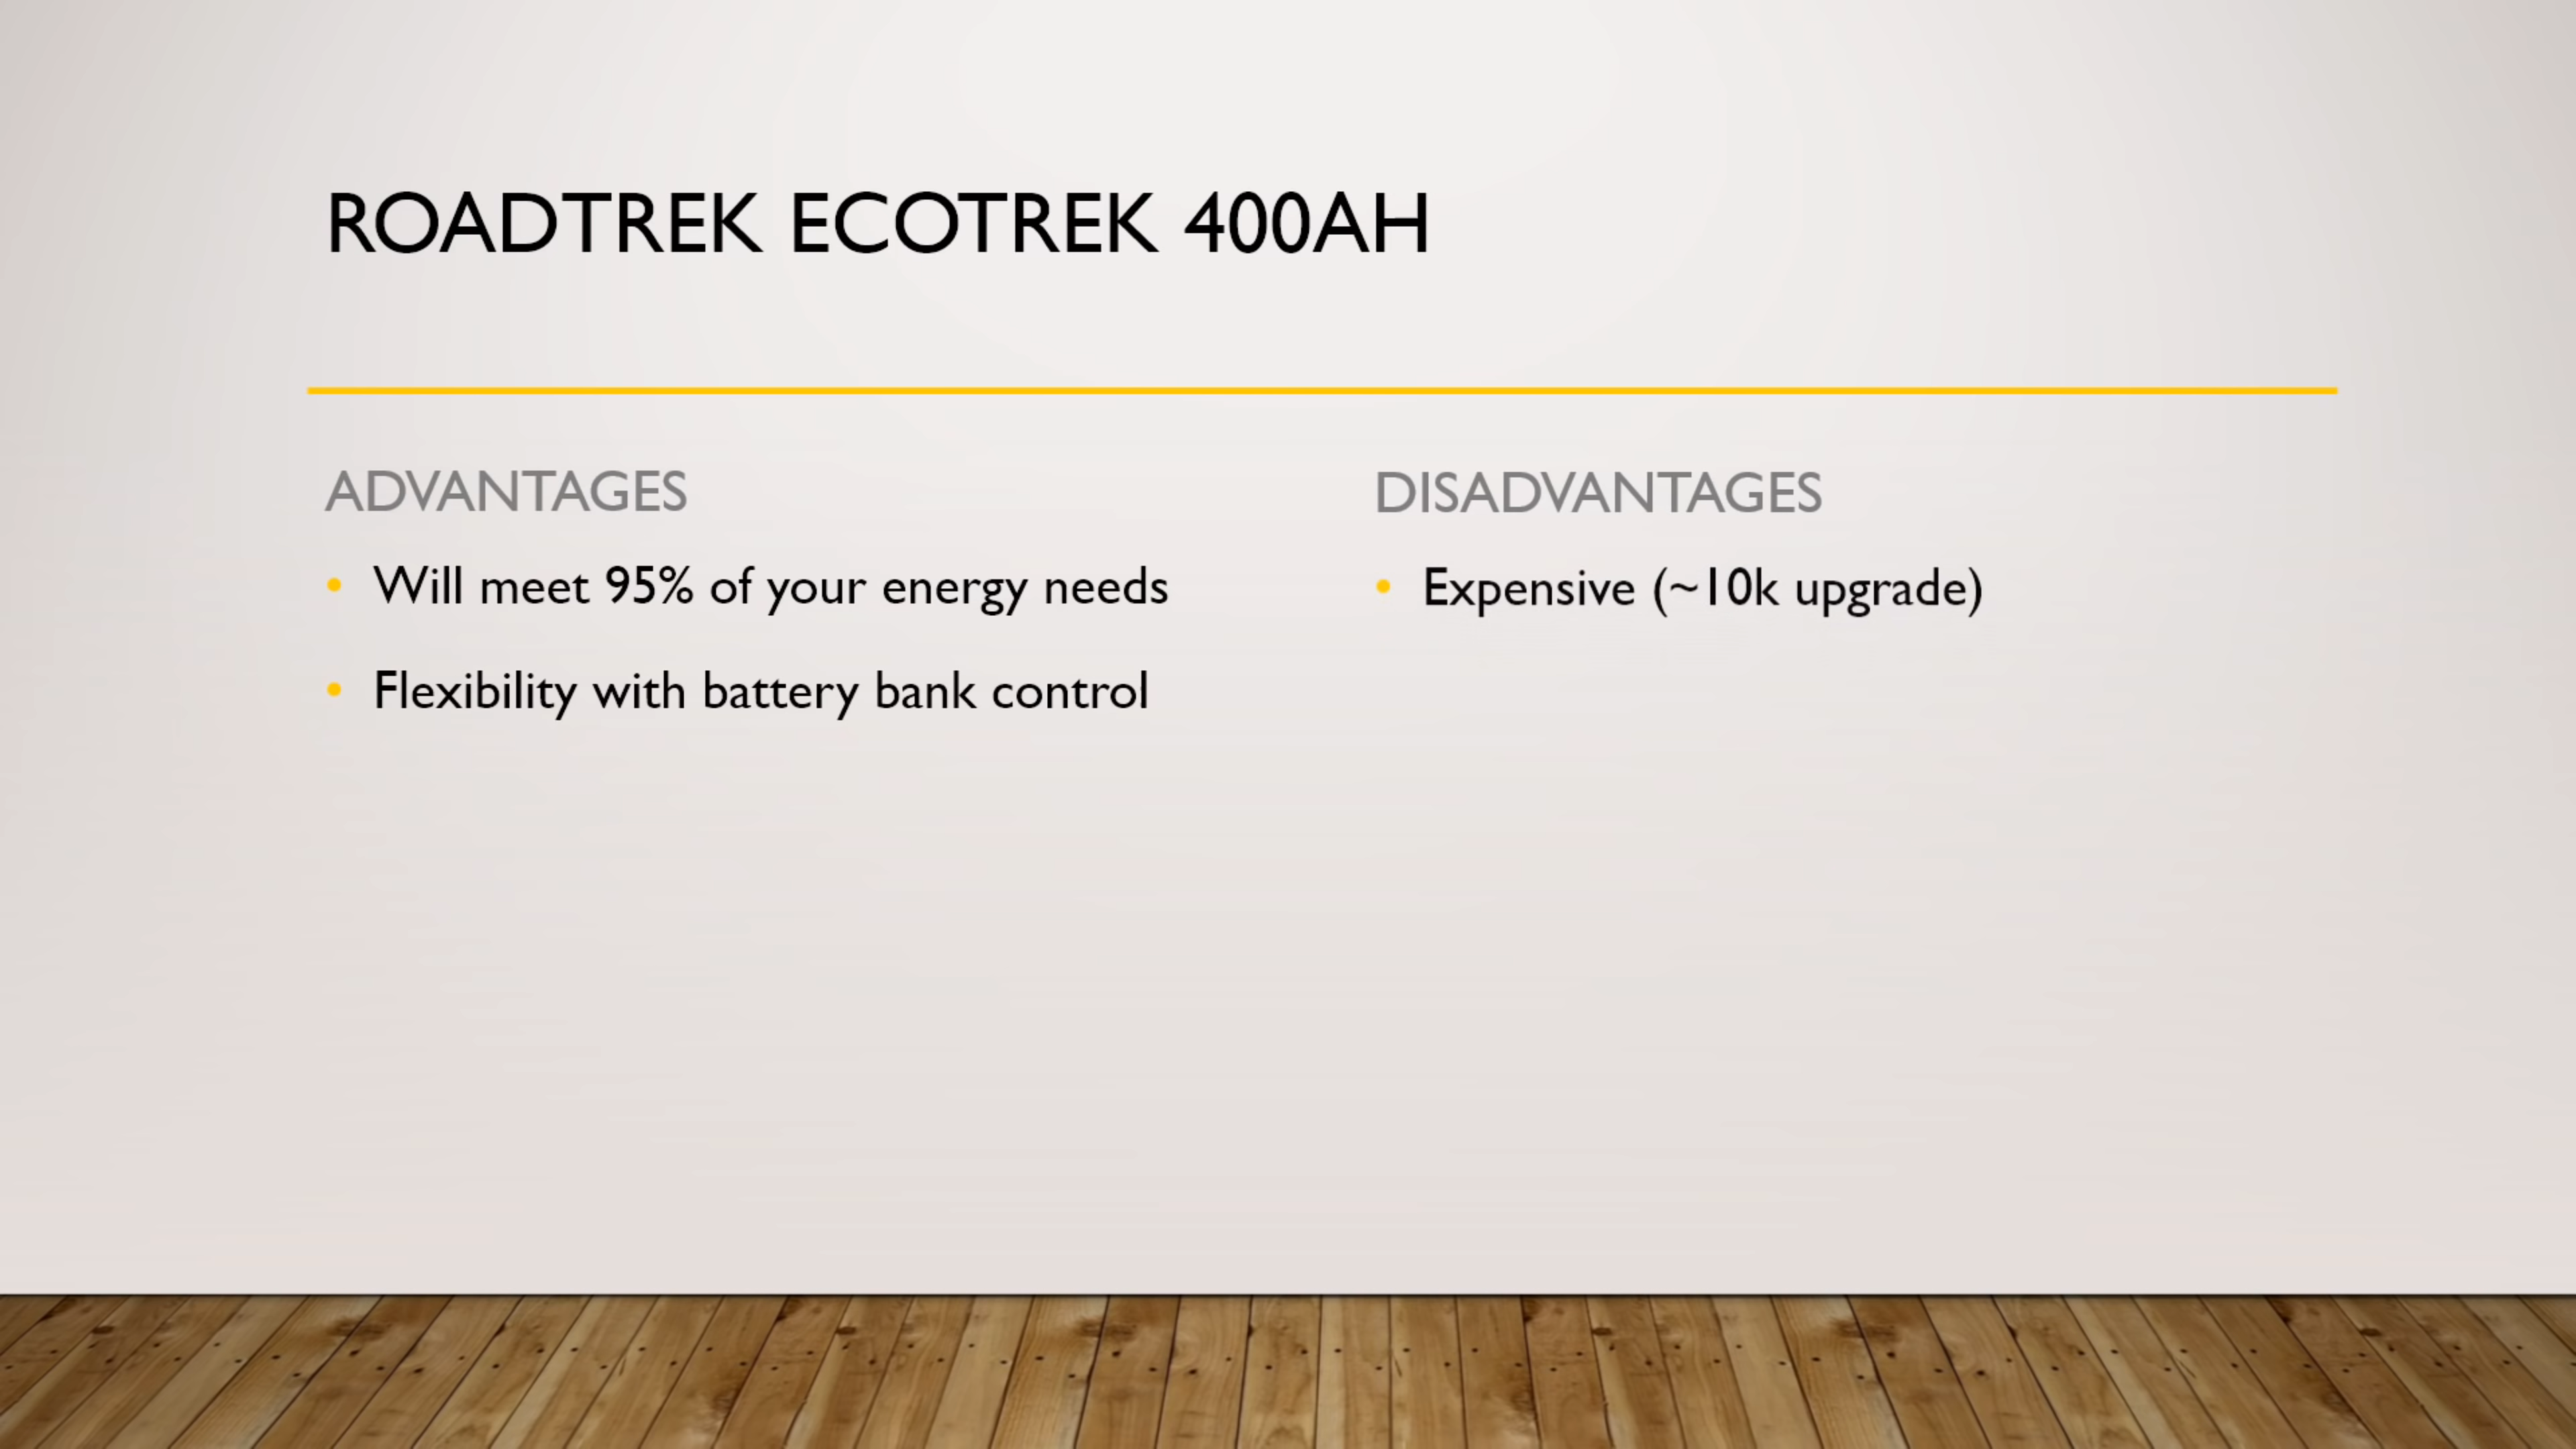 ROADTREK ECOTREK 400AH
ADVANTAGES
• Will meet 95% of your energy needs
• Flexibility with battery bank control
DISADVANTAGES
• Expensive (~10k upgrade)